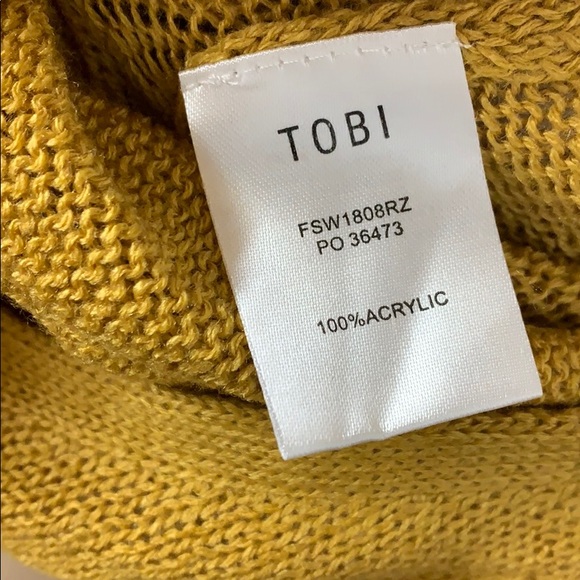 TOBI
FSW1808RZ
PO 36473
100%ACRYLIC